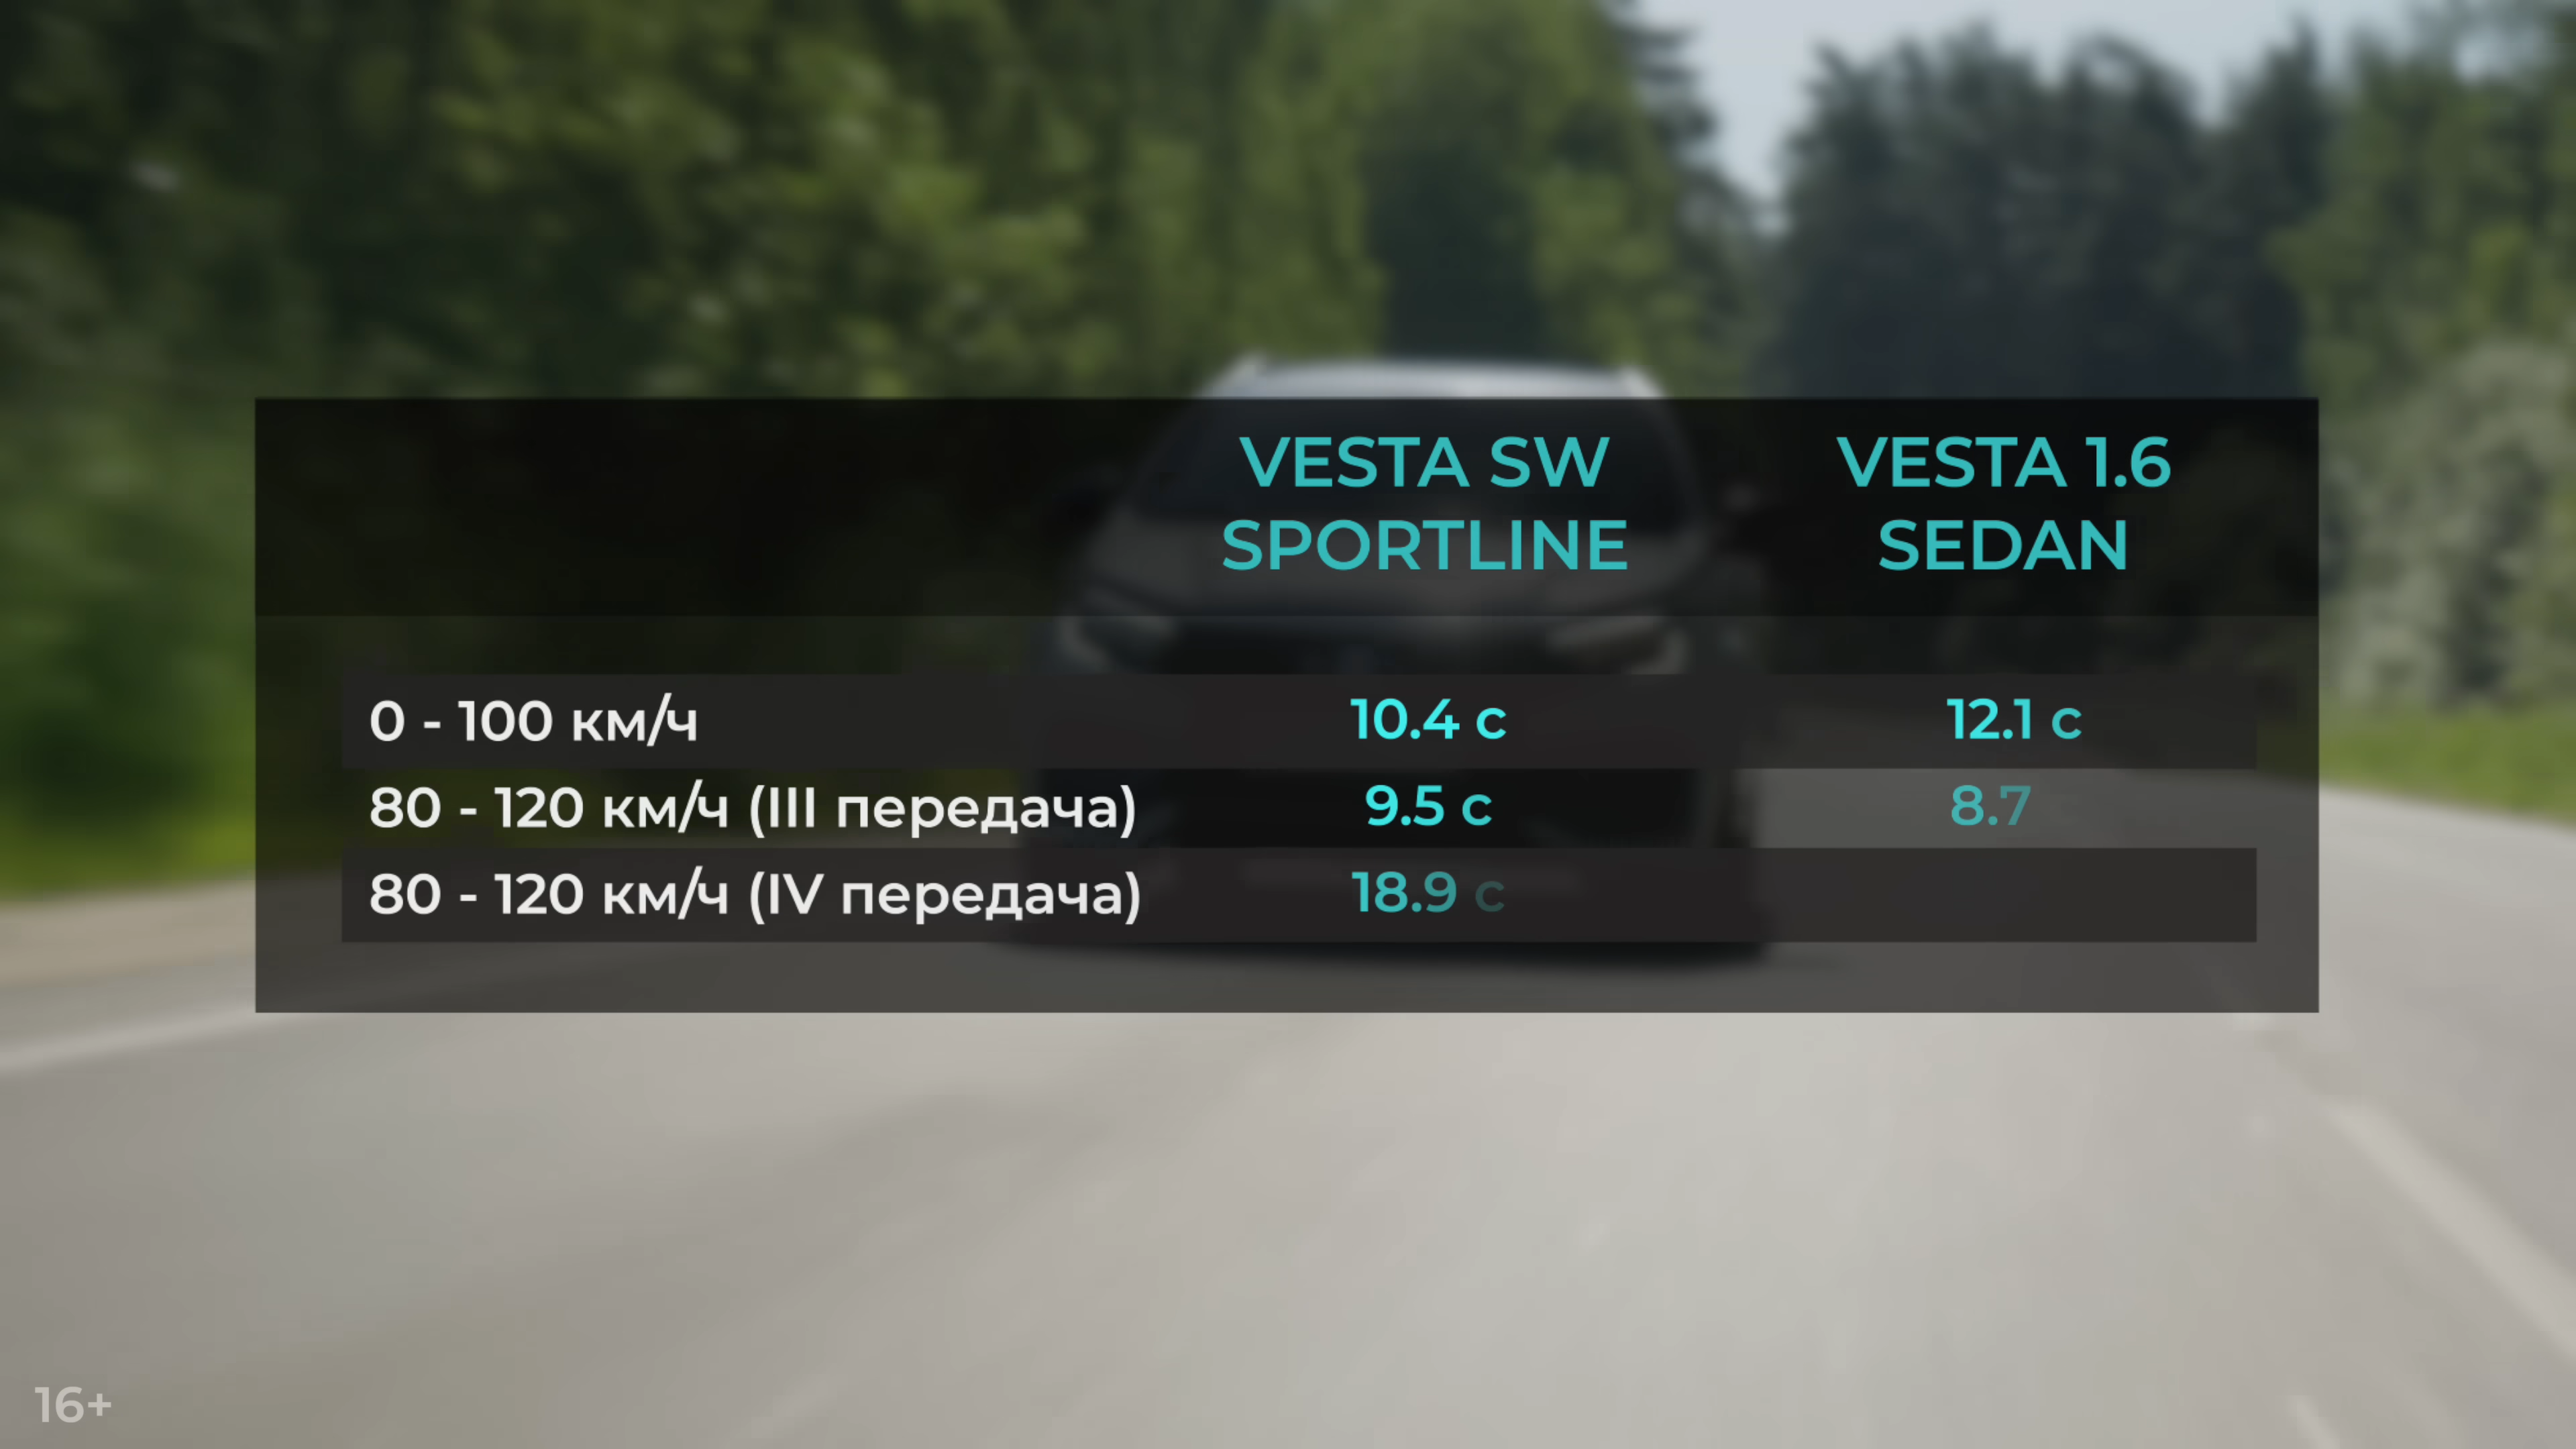 VESTA SW SPORTLINE
VESTA 1.6 SEDAN
0 - 100 км/ч 10.4 с 12.1 с
80 - 120 км/ч (III передача) 9.5 с 8.7
80 - 120 км/ч (IV передача) 18.9 с
16+